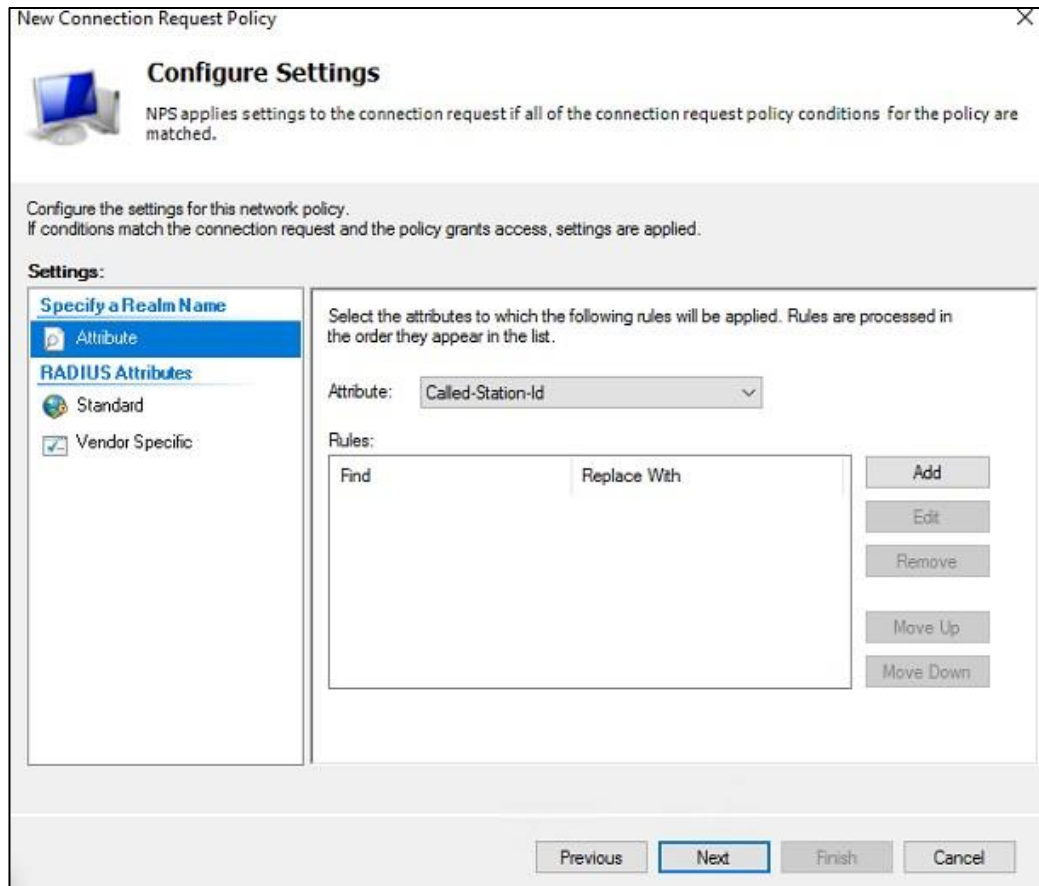 New Connection Request Policy
Configure Settings
NPS applies settings to the connection request if all of the connection request policy conditions for the policy are
matched.
Configure the settings for this network policy.
If conditions match the connection request and the policy grants access, settings are applied.
Settings:
Specify a Realm Name
Attribute
RADIUS Attributes
Standard
Vendor Specific
Select the attributes to which the following rules will be applied. Rules are processed in
the order they appear in the list.
Attribute: Called-Station-Id
Rules:
Find Replace With
Add
Edit
Remove
Move Up
Move Down
Previous Next Finish Cancel